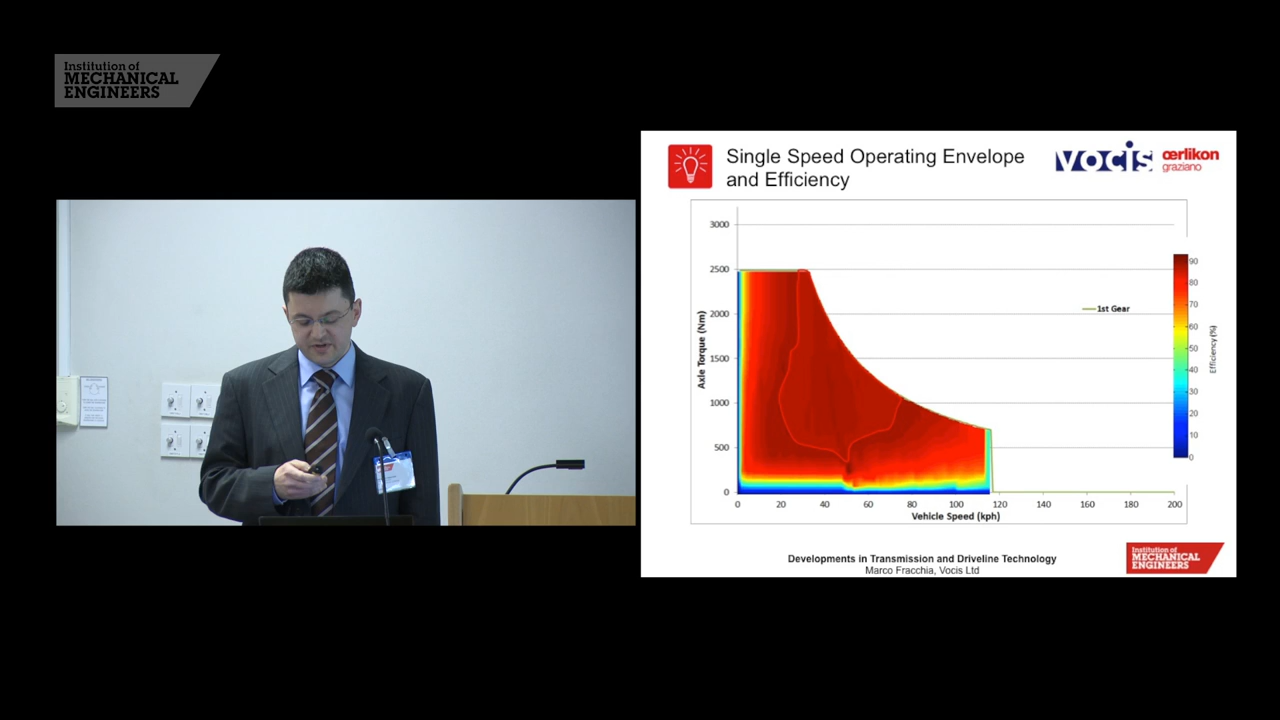 Institution of
MECHANICAL
ENGINEERS
Single Speed Operating Envelope
and Efficiency
vocis
œrlikon
graziano
3000
2500
2000
1500
1000
500
0
Axle Torque (Nm)
0 20 40 60 80 100 120 140 160 180 200
Vehicle Speed (kph)
1st Gear
90
80
70
60
50
40
30
20
10
0
Efficiency (%)
Developments in Transmission and Driveline Technology
Marco Fracchia, Vocis Ltd
Institution of
MECHANICAL
ENGINEERS